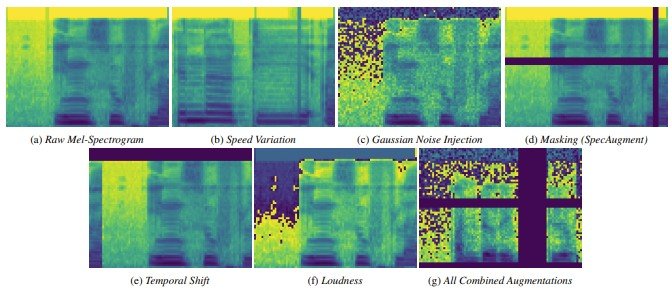 (a) Raw Mel-Spectrogram
(b) Speed Variation
(c) Gaussian Noise Injection
(d) Masking (SpecAugment)
(e) Temporal Shift
(f) Loudness
(g) All Combined Augmentations